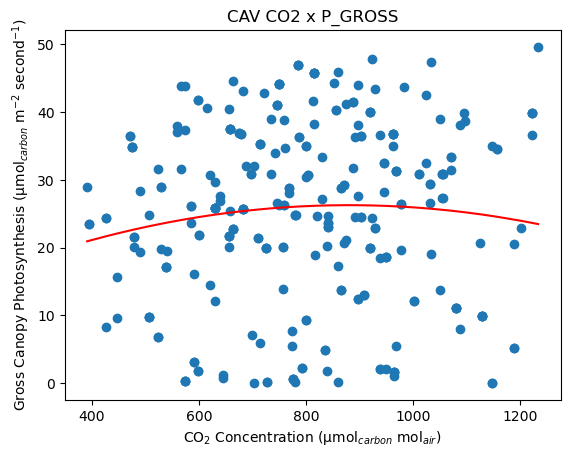 CAV CO2 x P_GROSS
Gross Canopy Photosynthesis (μmol_carbon m⁻² second⁻¹)
50
40
30
20
10
0
400 600 800 1000 1200
CO₂ Concentration (μmol_carbon mol_air)